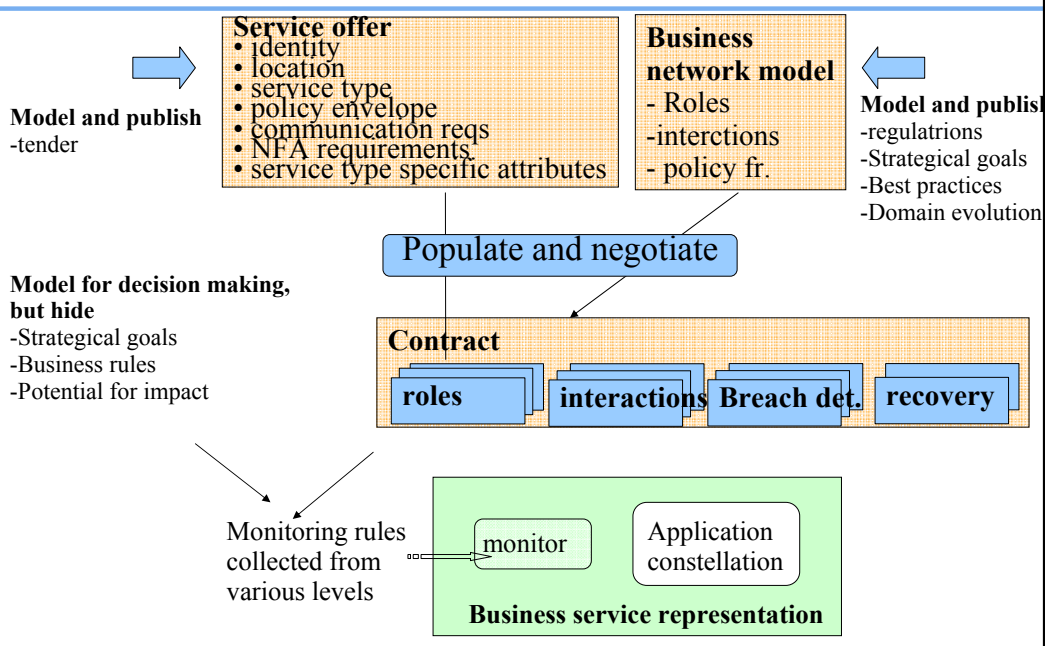 Service offer
• identity
• location
• service type
• policy envelope
• communication reqs
• NFA requirements
• service type specific attributes
Business
network model
- Roles
-interctions
- policy fr.
Model and publish
-tender
Model and publish
-regulatrions
-Strategical goals
-Best practices
-Domain evolution
Populate and negotiate
Model for decision making,
but hide
-Strategical goals
-Business rules
-Potential for impact
Contract
roles
interactions
Breach det.
recovery
Monitoring rules
collected from
various levels
monitor
Application
constellation
Business service representation